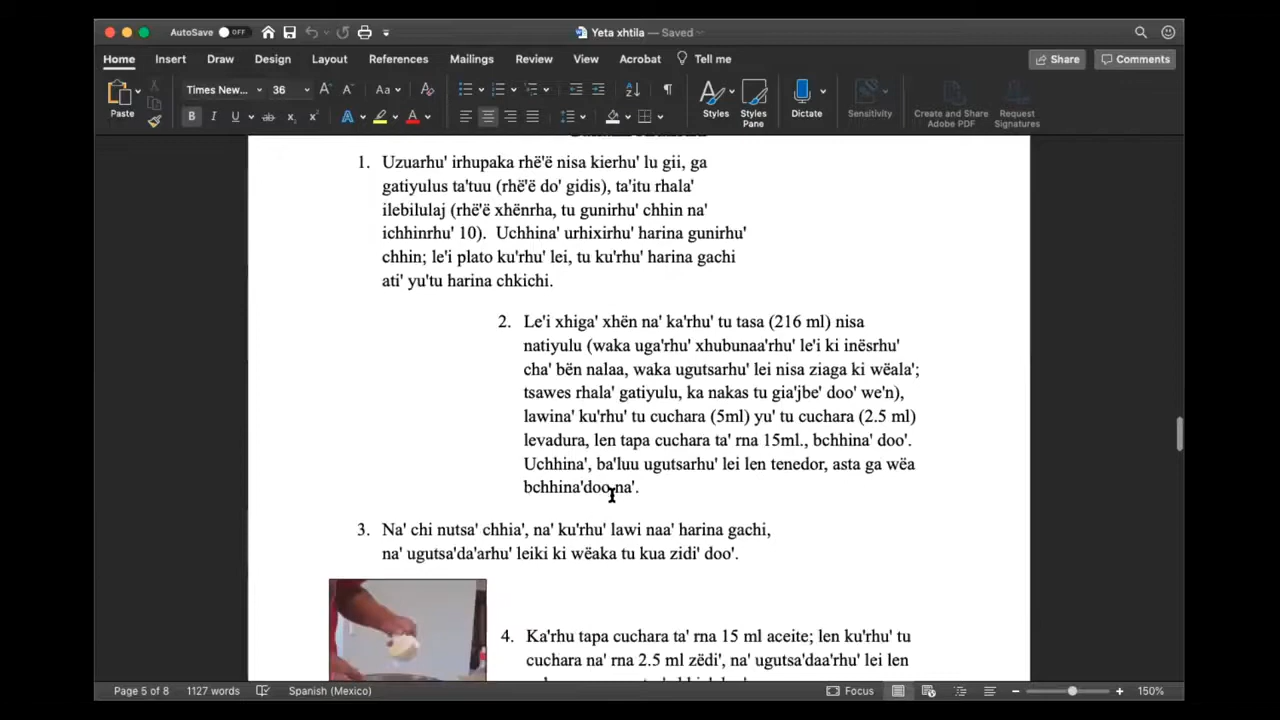 AutoSave OFF
Yeta xhtila — Saved
Home Insert Draw Design Layout References Mailings Review View Acrobat Tell me Share Comments
Times New... 36
Paste Styles Styles Pane Dictate Sensitivity Create and Share Adobe PDF Request Signatures
1. Uzuarhu' irhupaka rhë'ë nisa kierhu' lu gii, ga
gatiyulus ta'tuu (rhë'ë do' gidis), ta'itu rhala'
ilebilulaj (rhë'ë xhënrha, tu gunirhu' chhin na'
ichhinrhu' 10). Uchhina' urhixirhu' harina gunirhu'
chhin; le'i plato ku'rhu' lei, tu ku'rhu' harina gachi
ati' yu'tu harina chkichi.
2. Le'i xhiga' xhën na' ka'rhu' tu tasa (216 ml) nisa
natiyulu (waka uga'rhu' xhubunaa'rhu' le'i ki inësrhu'
cha' bën nalaa, waka ugutsarhu' lei nisa ziaga ki wëala';
tsawes rhala' gatiyulu, ka nakas tu gia'jbe' doo' we'n),
lawina' ku'rhu' tu cuchara (5ml) yu' tu cuchara (2.5 ml)
levadura, len tapa cuchara ta' rna 15ml., bchhina' doo'.
Uchhina', ba'luu ugutsarhu' lei len tenedor, asta ga wëa
bchhina'doo na'.
3. Na' chi nutsa' chhia', na' ku'rhu' lawi naa' harina gachi,
na' ugutsa'da'arhu' leiki ki wëaka tu kua zidi' doo'.
4. Ka'rhu tapa cuchara ta' rna 15 ml aceite; len ku'rhu' tu
cuchara na' rna 2.5 ml zëdi', na' ugutsa'daa'rhu' lei len
Page 5 of 8 1127 words Spanish (Mexico) Focus 150%